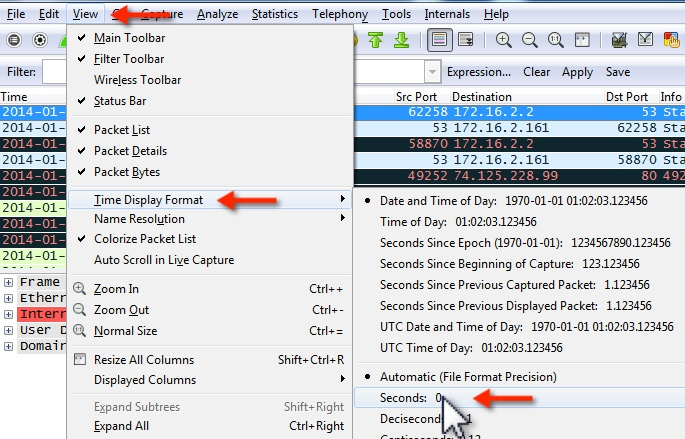 File Edit View Go Capture Analyze Statistics Telephony Tools Internals Help
Main Toolbar
Filter Toolbar
Wireless Toolbar
Status Bar
Packet List
Packet Details
Packet Bytes
Time Display Format
Name Resolution
Colorize Packet List
Auto Scroll in Live Capture
Zoom In Ctrl++
Zoom Out Ctrl+-
Normal Size Ctrl+=
Resize All Columns Shift+Ctrl+R
Displayed Columns
Expand Subtrees Shift+Right
Expand All Ctrl+Right
Filter: Expression... Clear Apply Save
Time Src Port Destination Dst Port Info
2014-01- 62258 172.16.2.2 53 Sta
2014-01- 53 172.16.2.161 62258 Sta
2014-01- 58870 172.16.2.2 53 Sta
2014-01- 53 172.16.2.161 58870 Sta
2014-01- 49252 74.125.228.99 80 492
2014-01-
2014-01-
2014-01-
2014-01-
Frame
Ethern
Intern
User D
Domain
Date and Time of Day: 1970-01-01 01:02:03.123456
Time of Day: 01:02:03.123456
Seconds Since Epoch (1970-01-01): 1234567890.123456
Seconds Since Beginning of Capture: 123.123456
Seconds Since Previous Captured Packet: 1.123456
Seconds Since Previous Displayed Packet: 1.123456
UTC Date and Time of Day: 1970-01-01 01:02:03.123456
UTC Time of Day: 01:02:03.123456
Automatic (File Format Precision)
Seconds: 0
Decisecond 1